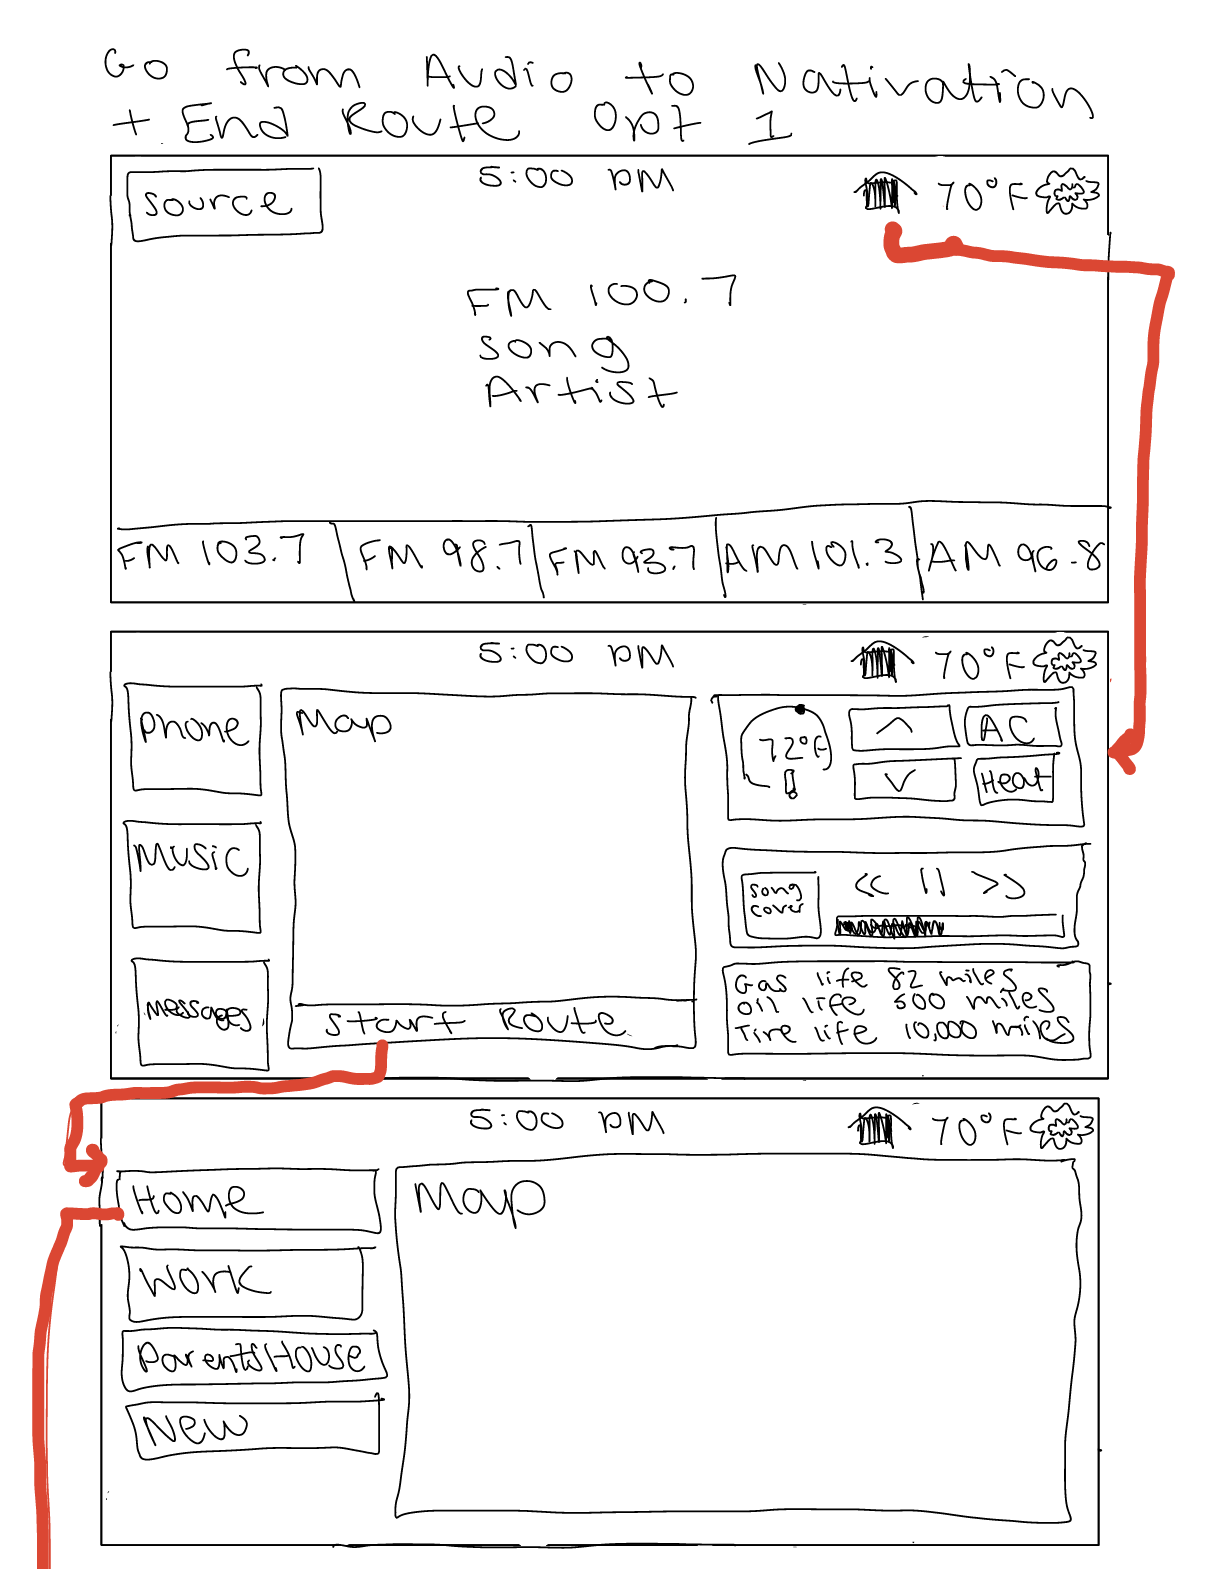 Go from Audio to Nativation
+ End Route Opt 1
Source
5:00 PM
70°F
FM 100.7
Song
Artist
FM 103.7
FM 98.7
FM 93.7
AM 101.3
AM 96.8
5:00 PM
70°F
Phone
Music
Messages
Map
Start Route
72°F
^
AC
V
Heat
Song
cover
<< || >>
Gas life 82 miles
Oil life 500 miles
Tire life 10,000 miles
5:00 PM
70°F
Home
Work
Parents House
New
Map